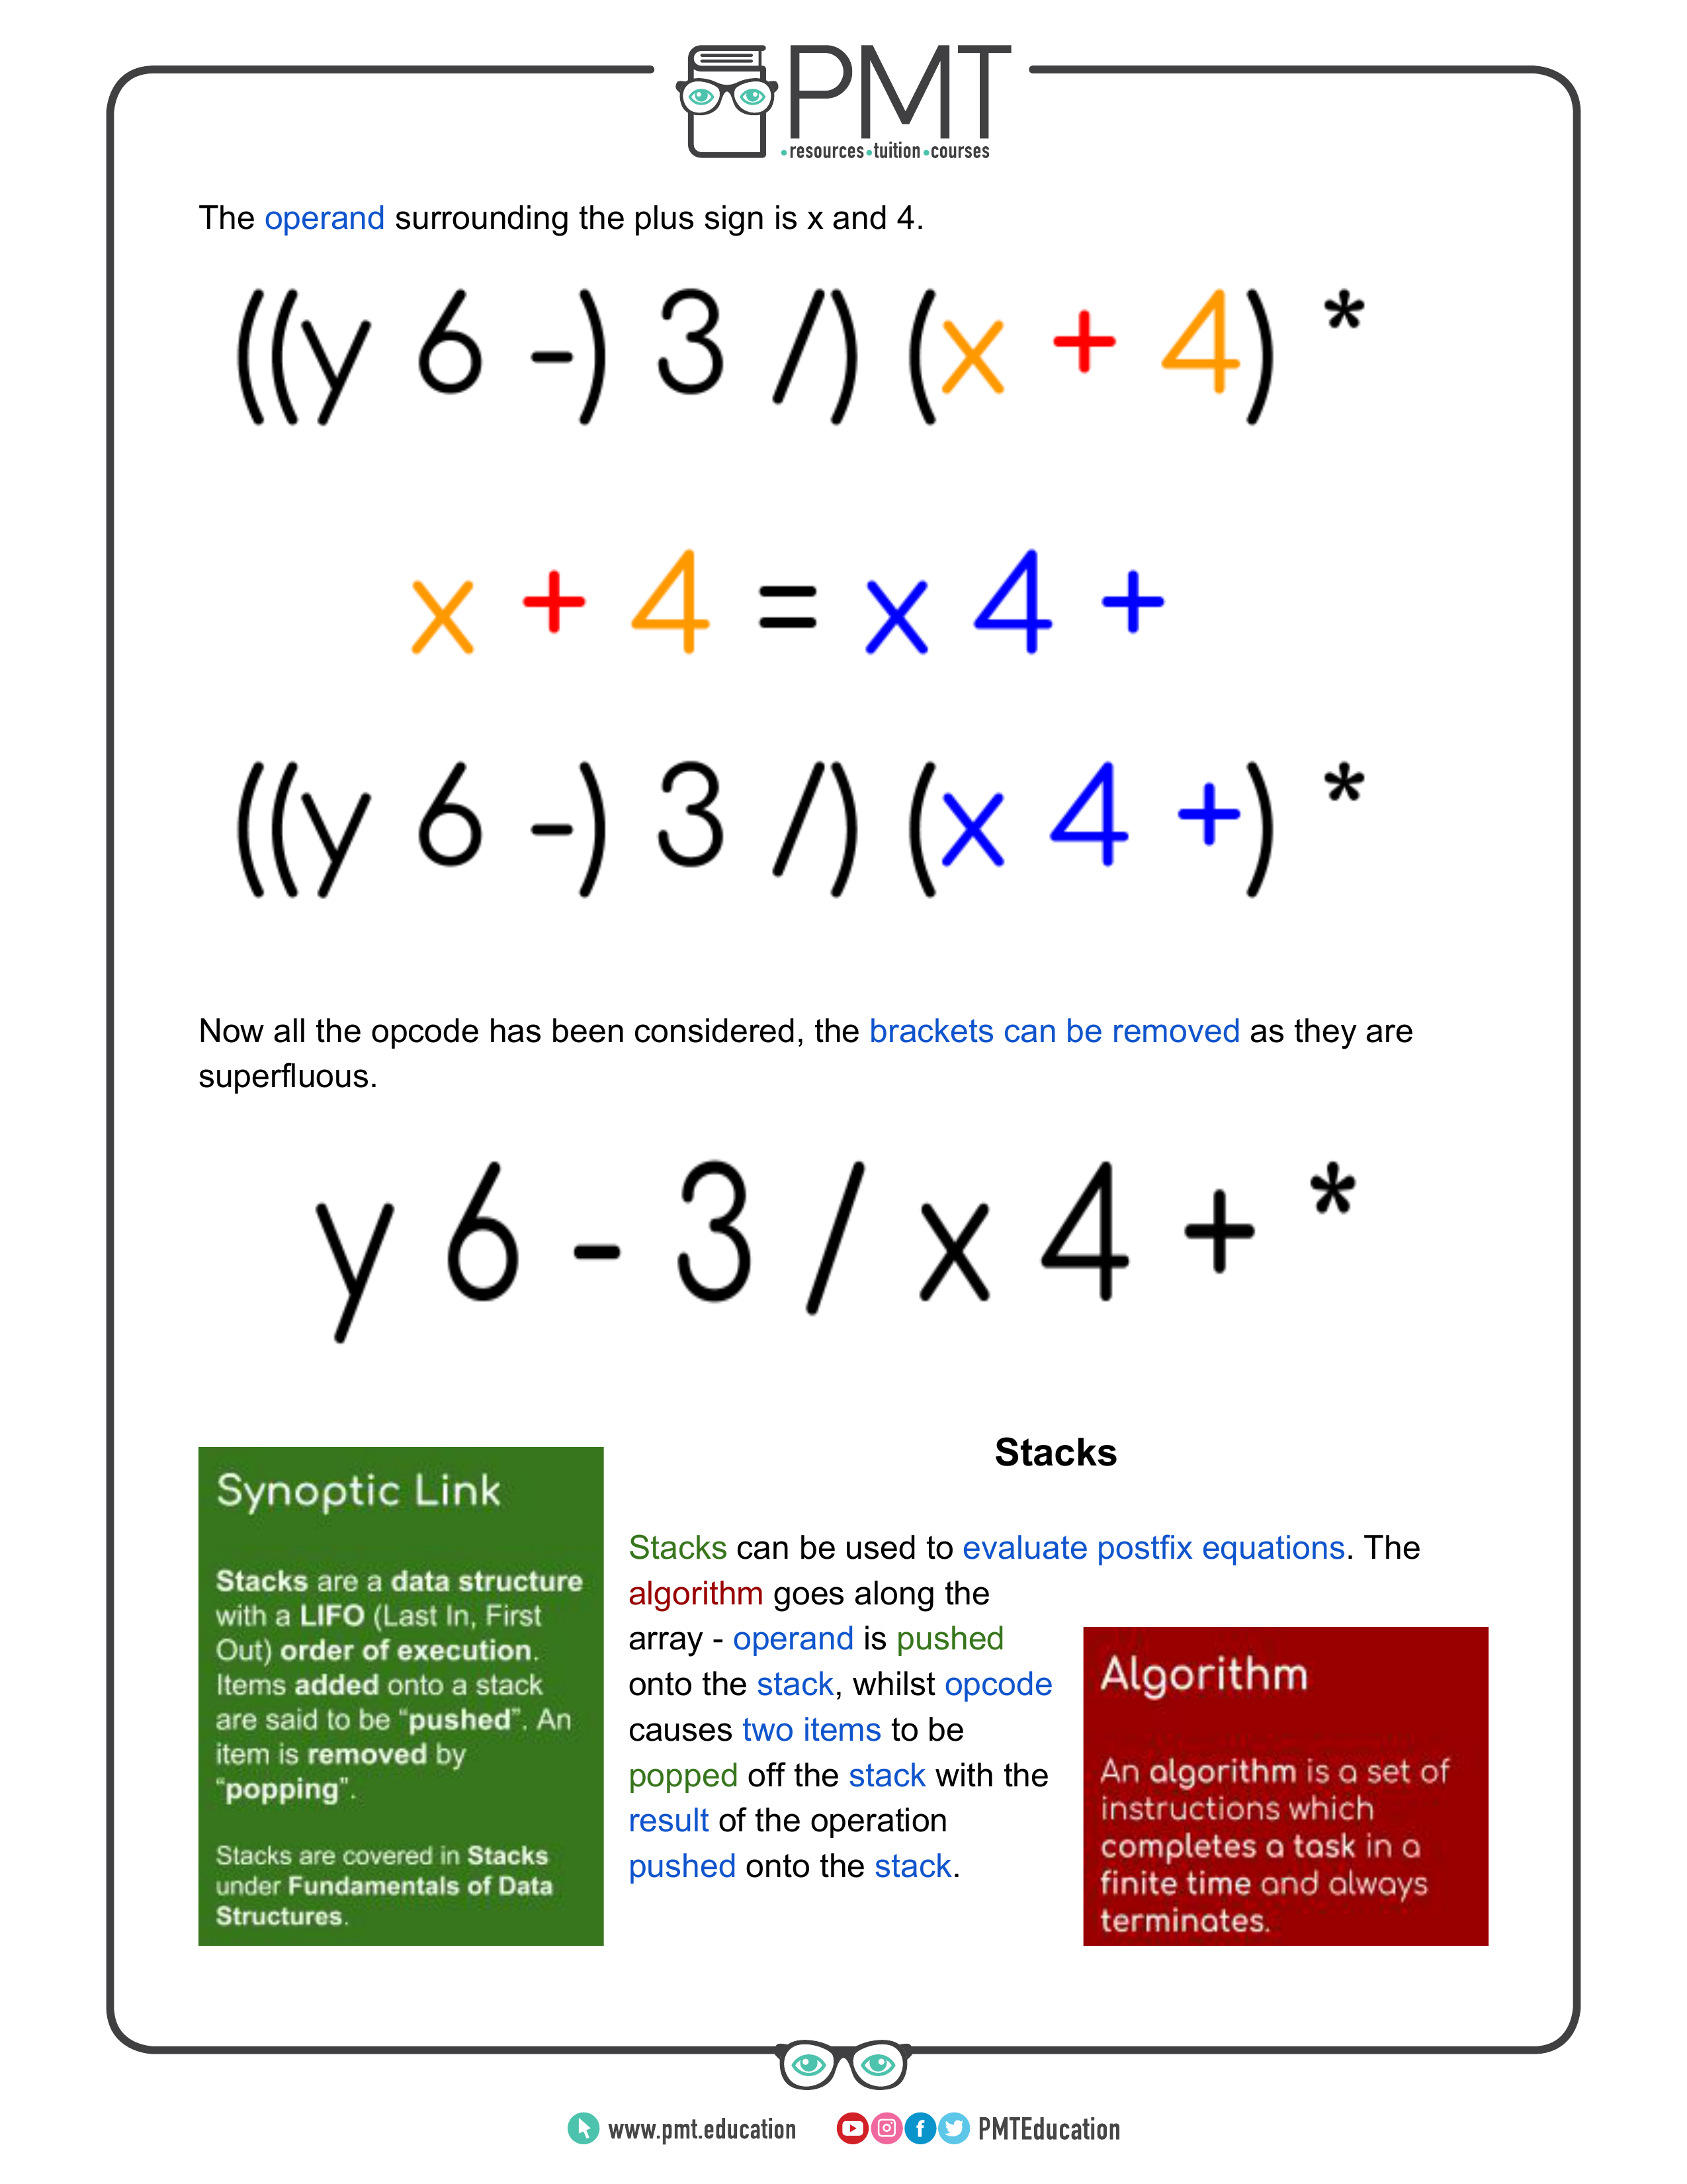 PMT
•resources•tuition•courses
The operand surrounding the plus sign is x and 4.
((y 6 -) 3 /) (x + 4) *
x + 4 = x 4 +
((y 6 -) 3 /) (x 4 +) *
Now all the opcode has been considered, the brackets can be removed as they are
superfluous.
y 6 - 3 / x 4 + *
Synoptic Link
Stacks are a data structure
with a LIFO (Last In, First
Out) order of execution.
Items added onto a stack
are said to be “pushed”. An
item is removed by
“popping”.
Stacks are covered in Stacks
under Fundamentals of Data
Structures.
Stacks
Stacks can be used to evaluate postfix equations. The
algorithm goes along the
array - operand is pushed
onto the stack, whilst opcode
causes two items to be
popped off the stack with the
result of the operation
pushed onto the stack.
Algorithm
An algorithm is a set of
instructions which
completes a task in a
finite time and always
terminates.
www.pmt.education
PMTEducation